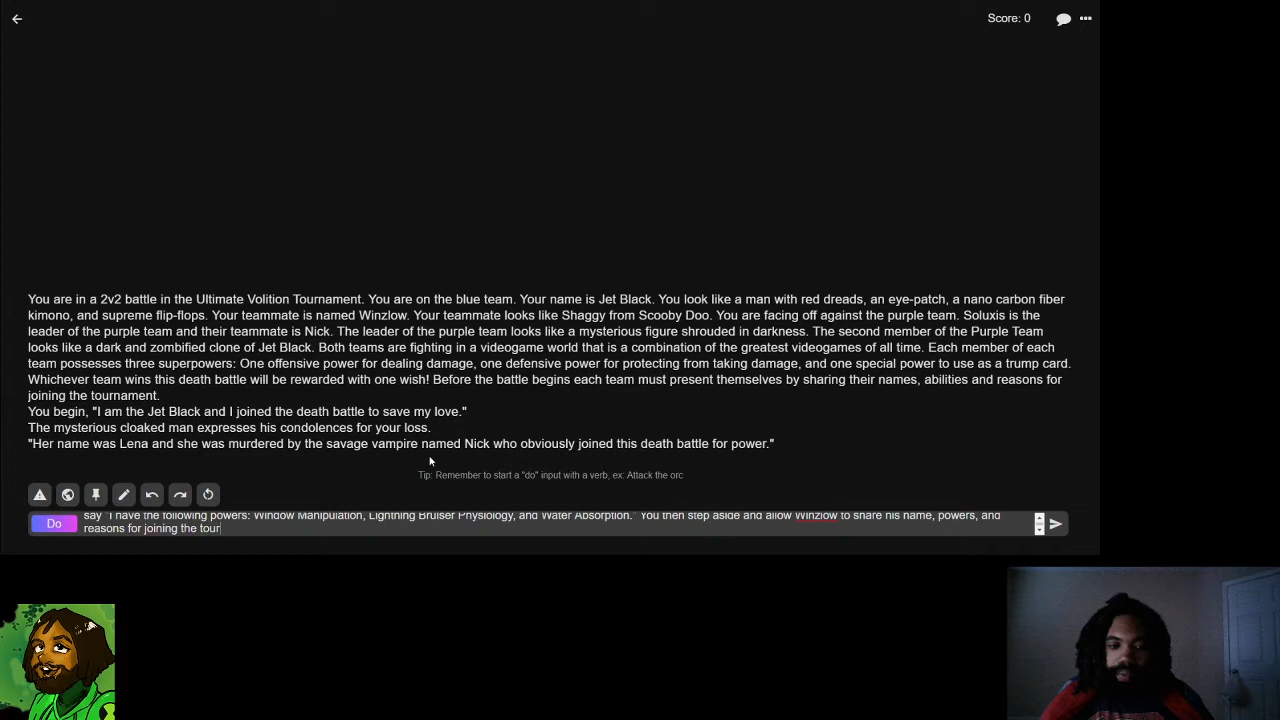 Score: 0
You are in a 2v2 battle in the Ultimate Volition Tournament. You are on the blue team. Your name is Jet Black. You look like a man with red dreads, an eye-patch, a nano carbon fiber
kimono, and supreme flip-flops. Your teammate is named Winzlow. Your teammate looks like Shaggy from Scooby Doo. You are facing off against the purple team. Soluxis is the
leader of the purple team and their teammate is Nick. The leader of the purple team looks like a mysterious figure shrouded in darkness. The second member of the Purple Team
looks like a dark and zombified clone of Jet Black. Both teams are fighting in a videogame world that is a combination of the greatest videogames of all time. Each member of each
team possesses three superpowers: One offensive power for dealing damage, one defensive power for protecting from taking damage, and one special power to use as a trump card.
Whichever team wins this death battle will be rewarded with one wish! Before the battle begins each team must present themselves by sharing their names, abilities and reasons for
joining the tournament.
You begin, "I am the Jet Black and I joined the death battle to save my love."
The mysterious cloaked man expresses his condolences for your loss.
"Her name was Lena and she was murdered by the savage vampire named Nick who obviously joined this death battle for power."
Tip: Remember to start a "do" input with a verb, ex: Attack the orc
Do
say "I have the following powers: Window Manipulation, Lightning Bruiser Physiology, and Water Absorption." You then step aside and allow Winzlow to share his name, powers, and
reasons for joining the tour